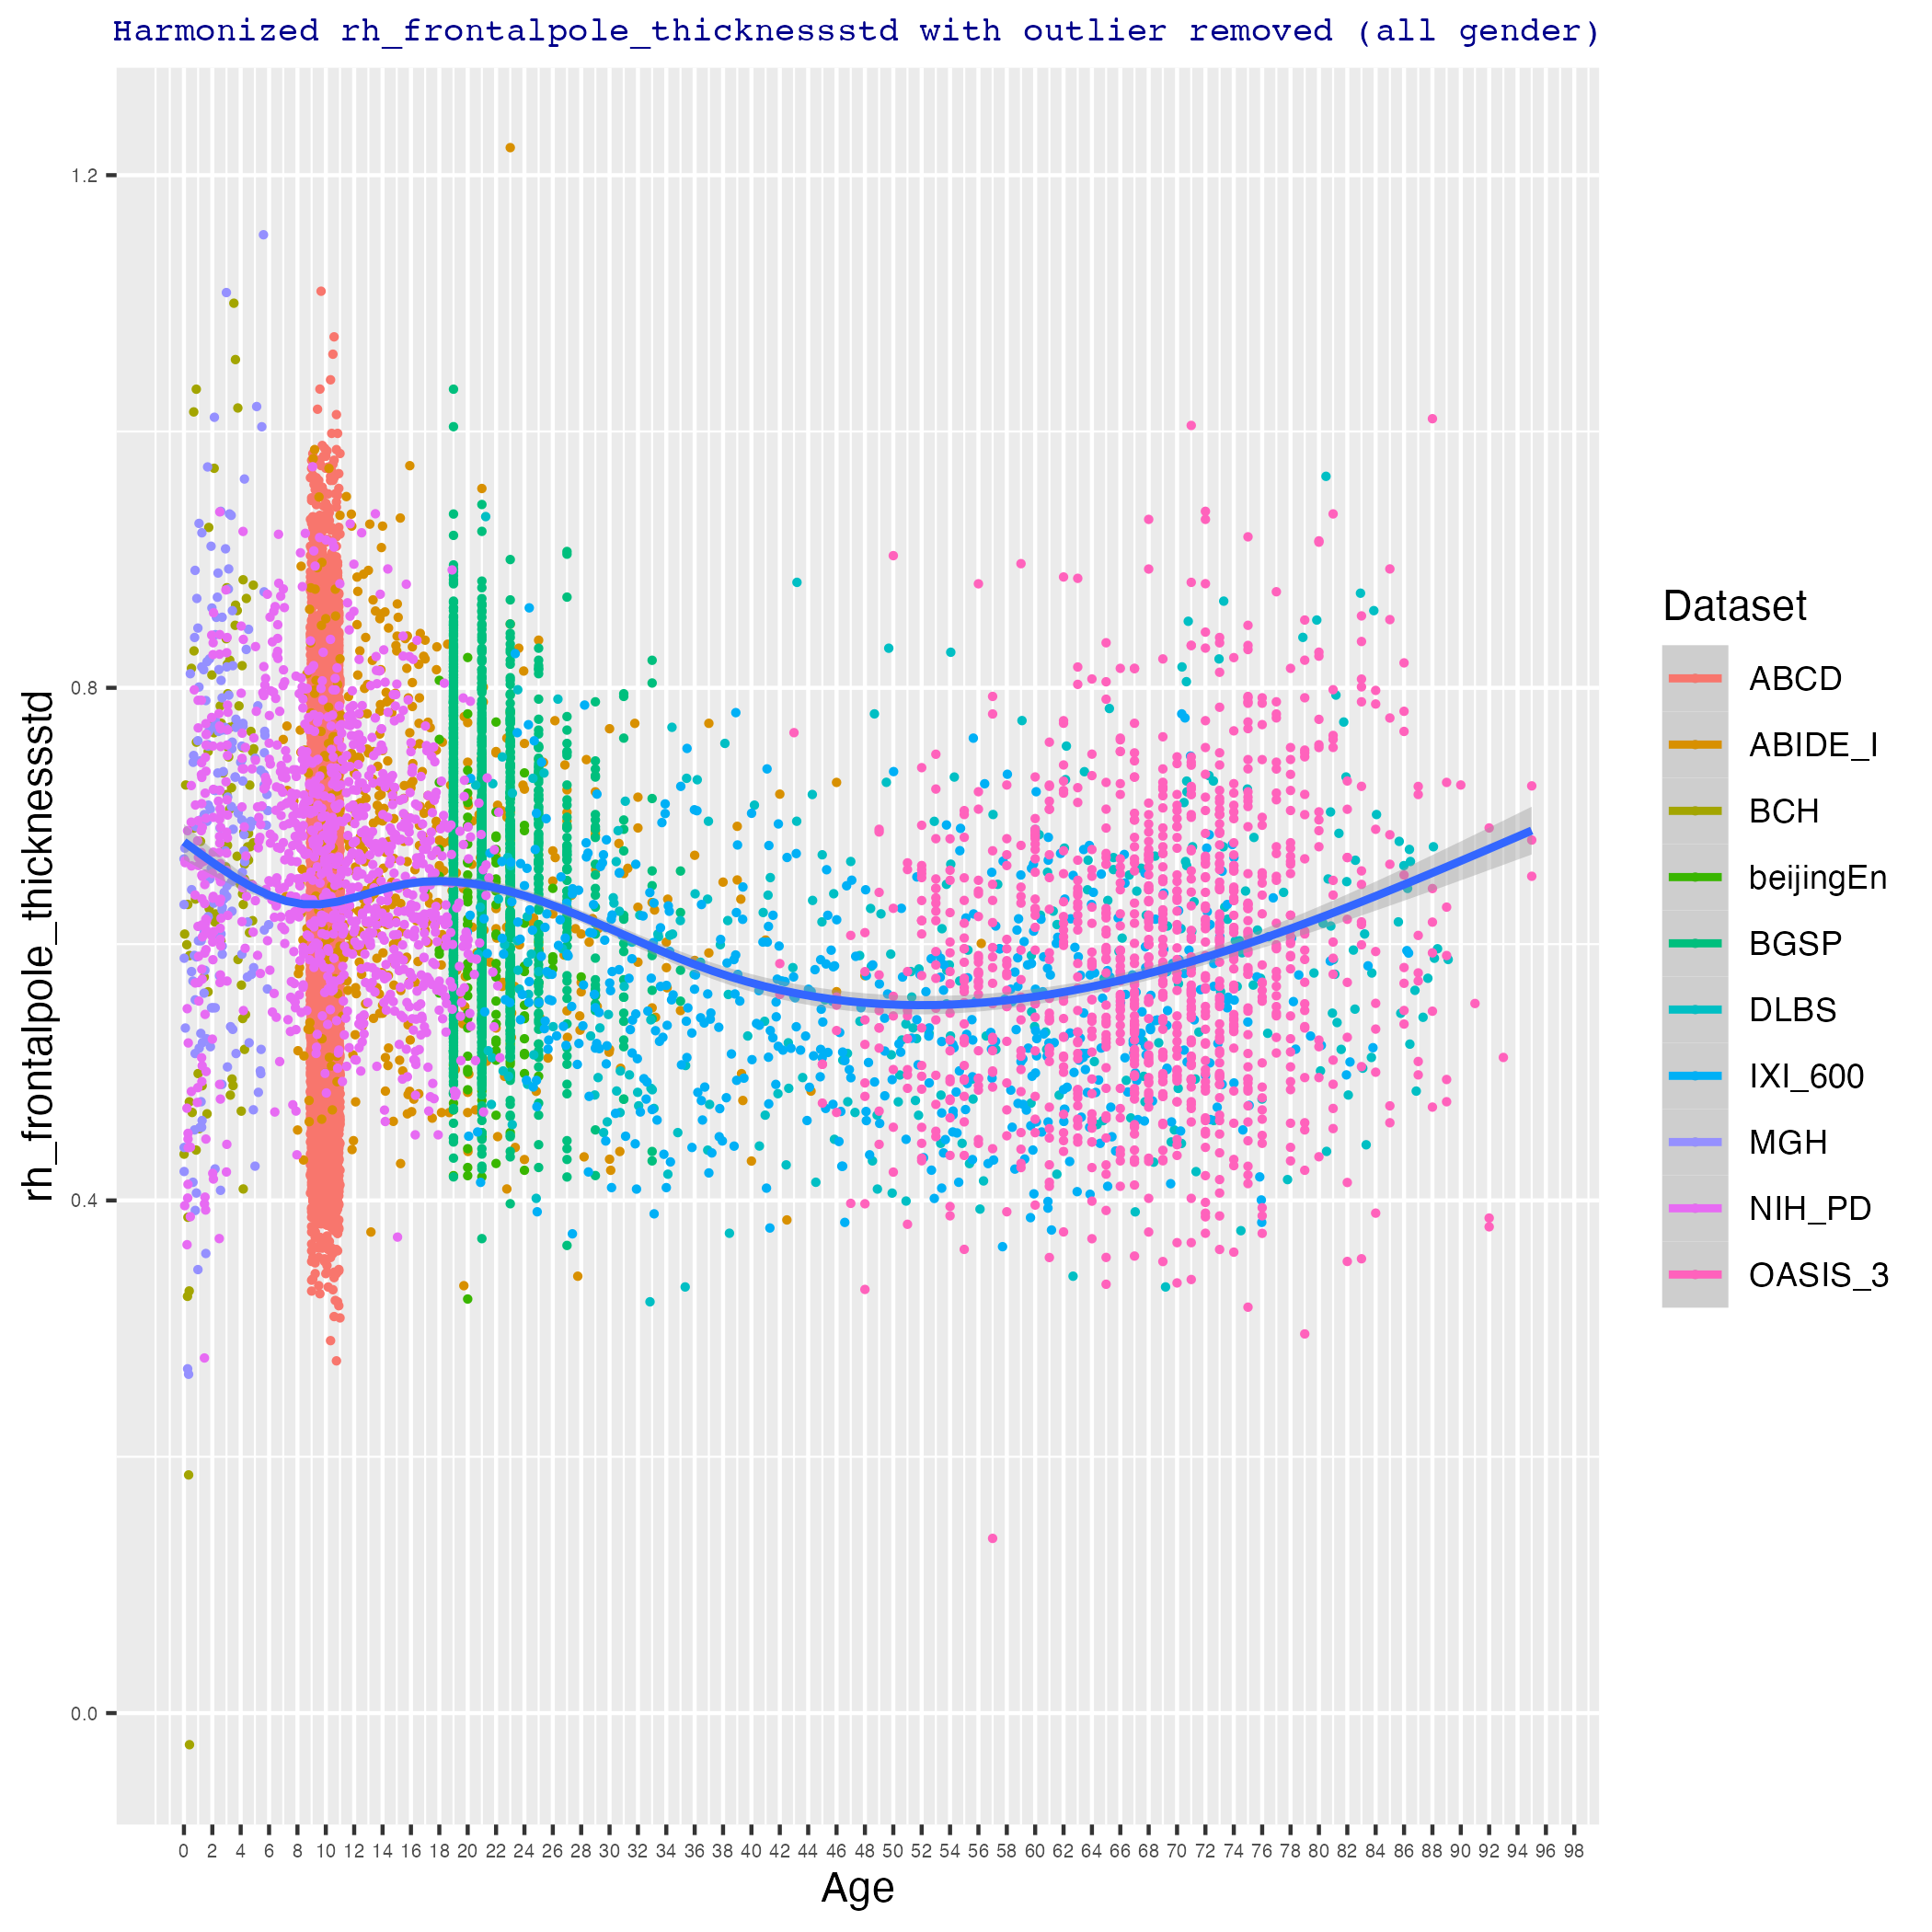 Harmonized rh_frontalpole_thicknessstd with outlier removed (all gender)
rh_frontalpole_thicknessstd
1.2
0.8
0.4
0.0
0 2 4 6 8 10 12 14 16 18 20 22 24 26 28 30 32 34 36 38 40 42 44 46 48 50 52 54 56 58 60 62 64 66 68 70 72 74 76 78 80 82 84 86 88 90 92 94 96 98
Age
Dataset
ABCD
ABIDE_I
BCH
beijingEn
BGSP
DLBS
IXI_600
MGH
NIH_PD
OASIS_3